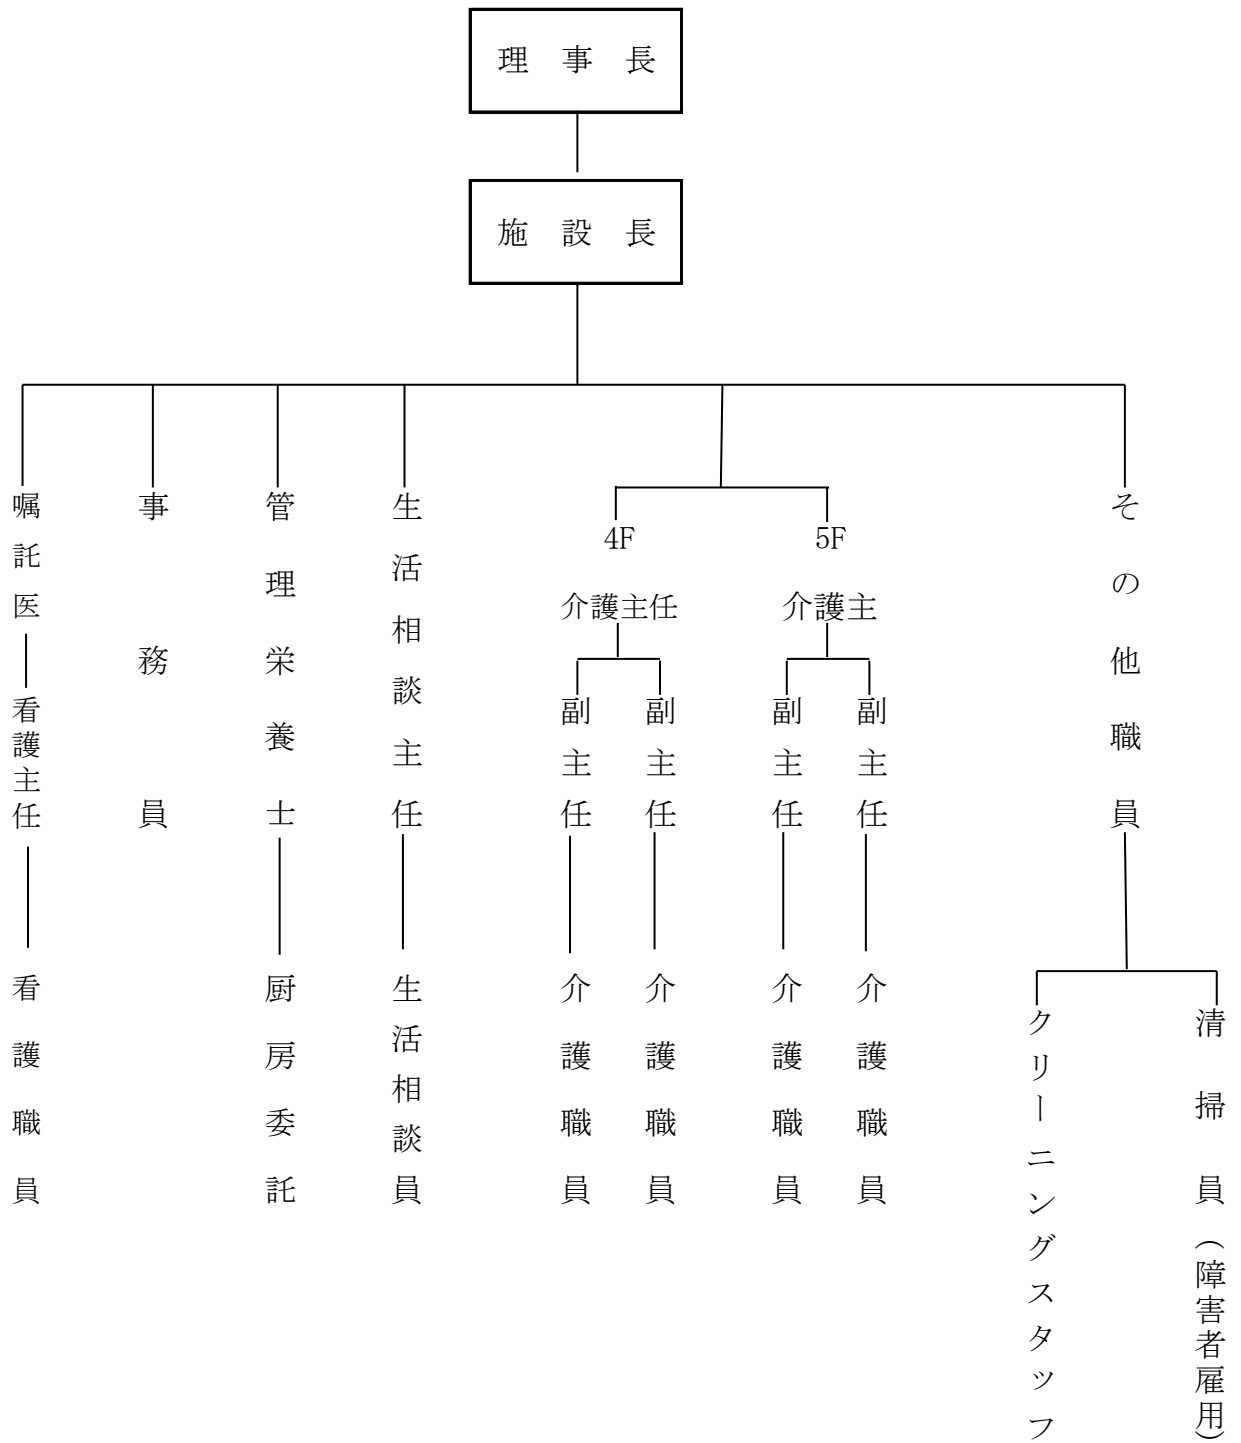 理事長
施設長
嘱託医
看護主任
看護職員
事務員
管理栄養士
厨房委託
生活相談主任
生活相談員
4F
介護主任
副主任
介護職員
副主任
介護職員
5F
介護主
副主任
介護職員
副主任
介護職員
その他職員
クリーニングスタッフ
清掃員（障害者雇用）